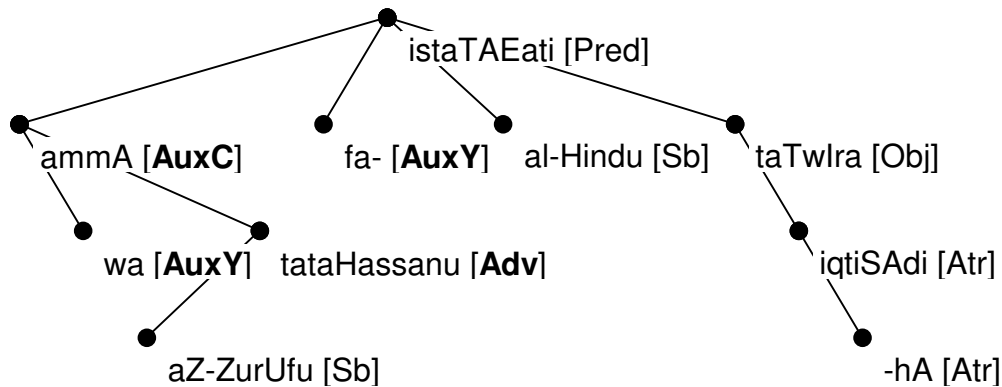 istaTAEati [Pred]
ammA [AuxC] fa- [AuxY] al-Hindu [Sb] taTwIra [Obj]
wa [AuxY] tataHassanu [Adv] iqtiSAdi [Atr]
aZ-ZurUfu [Sb] -hA [Atr]